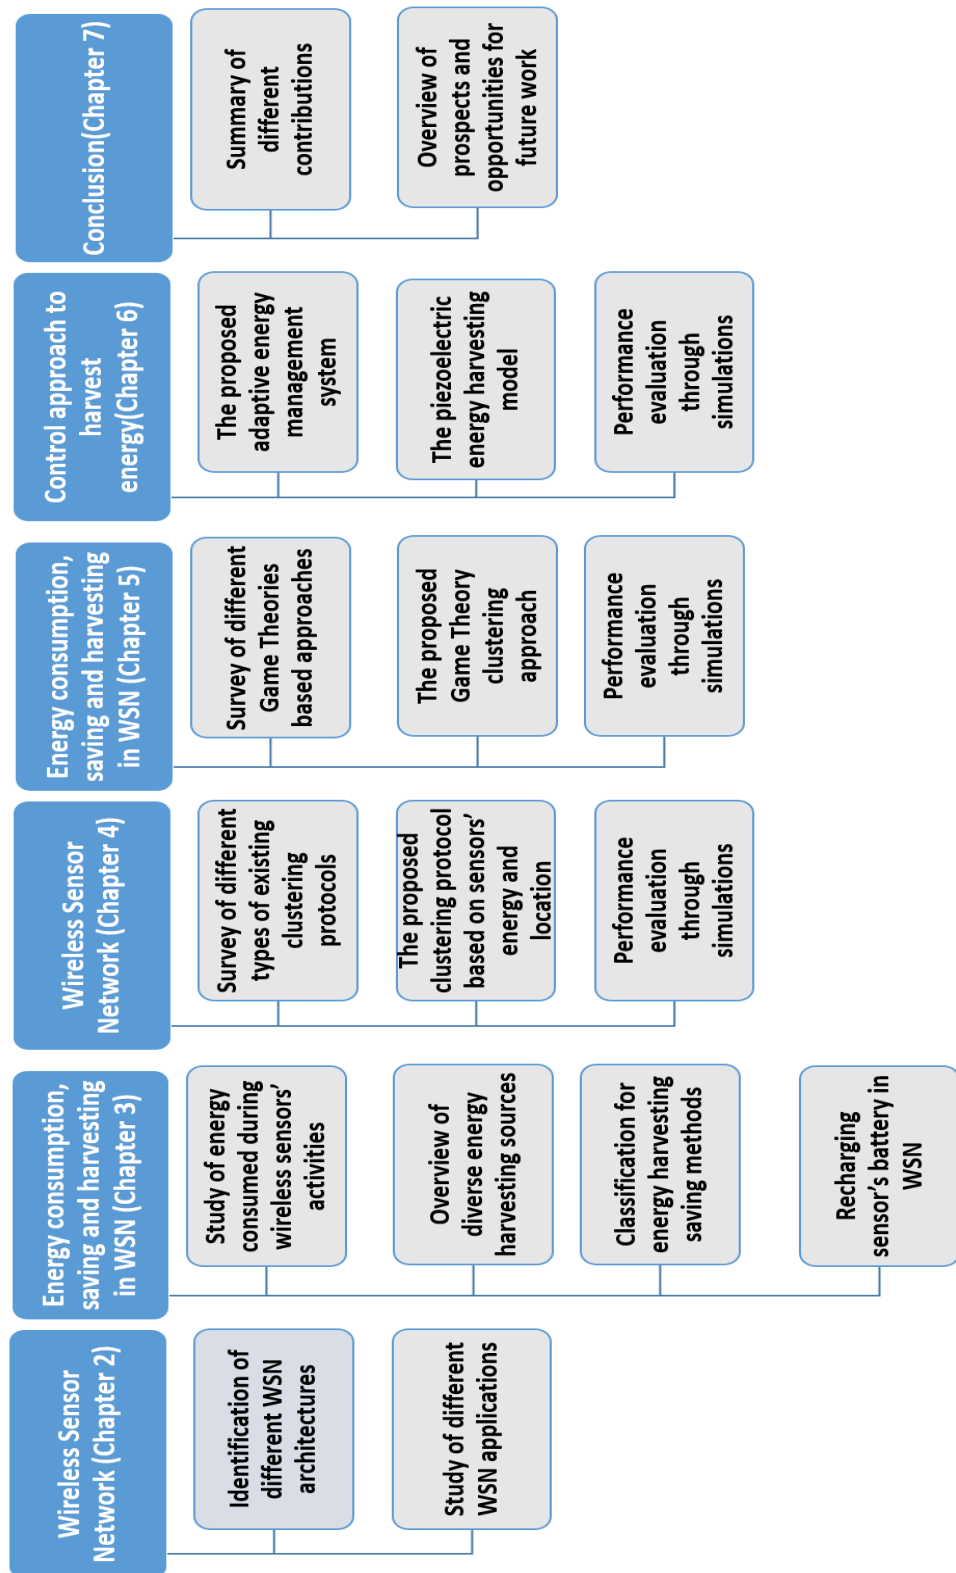 Wireless Sensor
Network (Chapter 2)
Identification of
different WSN
architectures
Study of different
WSN applications
Energy consumption,
saving and harvesting
in WSN (Chapter 3)
Study of energy
consumed during
wireless sensors’
activities
Overview of
diverse energy
harvesting sources
Classification for
energy harvesting
saving methods
Recharging
sensor’s battery in
WSN
Wireless Sensor
Network (Chapter 4)
Survey of different
types of existing
clustering
protocols
The proposed
clustering protocol
based on sensors’
energy and
location
Performance
evaluation
through
simulations
Energy consumption,
saving and harvesting
in WSN (Chapter 5)
Survey of different
Game Theories
based approaches
The proposed
Game Theory
clustering
approach
Performance
evaluation
through
simulations
Control approach to
harvest
energy(Chapter 6)
The proposed
adaptive energy
management
system
The piezoelectric
energy harvesting
model
Performance
evaluation
through
simulations
Conclusion(Chapter 7)
Summary of
different
contributions
Overview of
prospects and
opportunities for
future work